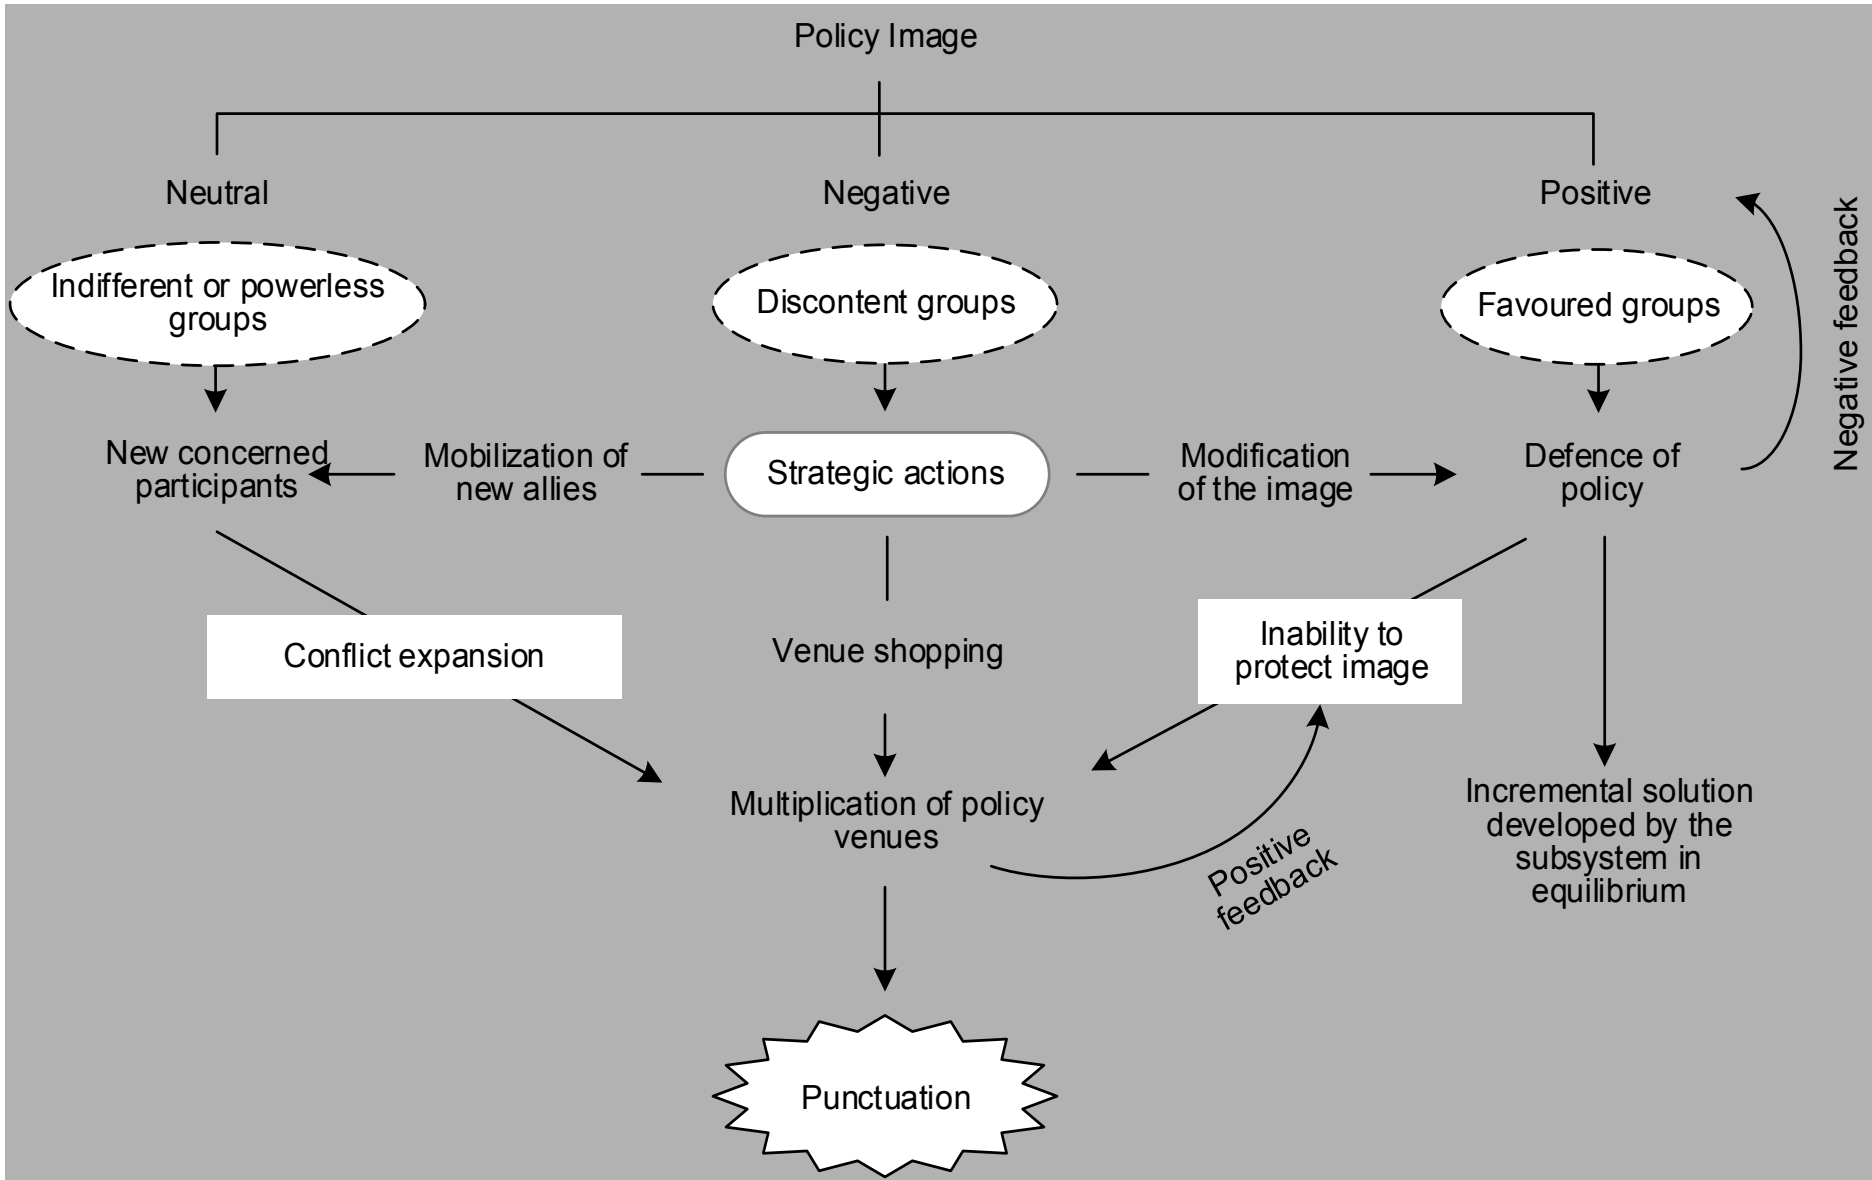 Policy Image
Neutral
Negative
Positive
Negative feedback
Indifferent or powerless
groups
Discontent groups
Favoured groups
New concerned
participants
Mobilization of
new allies
Strategic actions
Modification
of the image
Defence of
policy
Conflict expansion
Venue shopping
Inability to
protect image
Multiplication of policy
venues
Positive
feedback
Incremental solution
developed by the
subsystem in
equilibrium
Punctuation